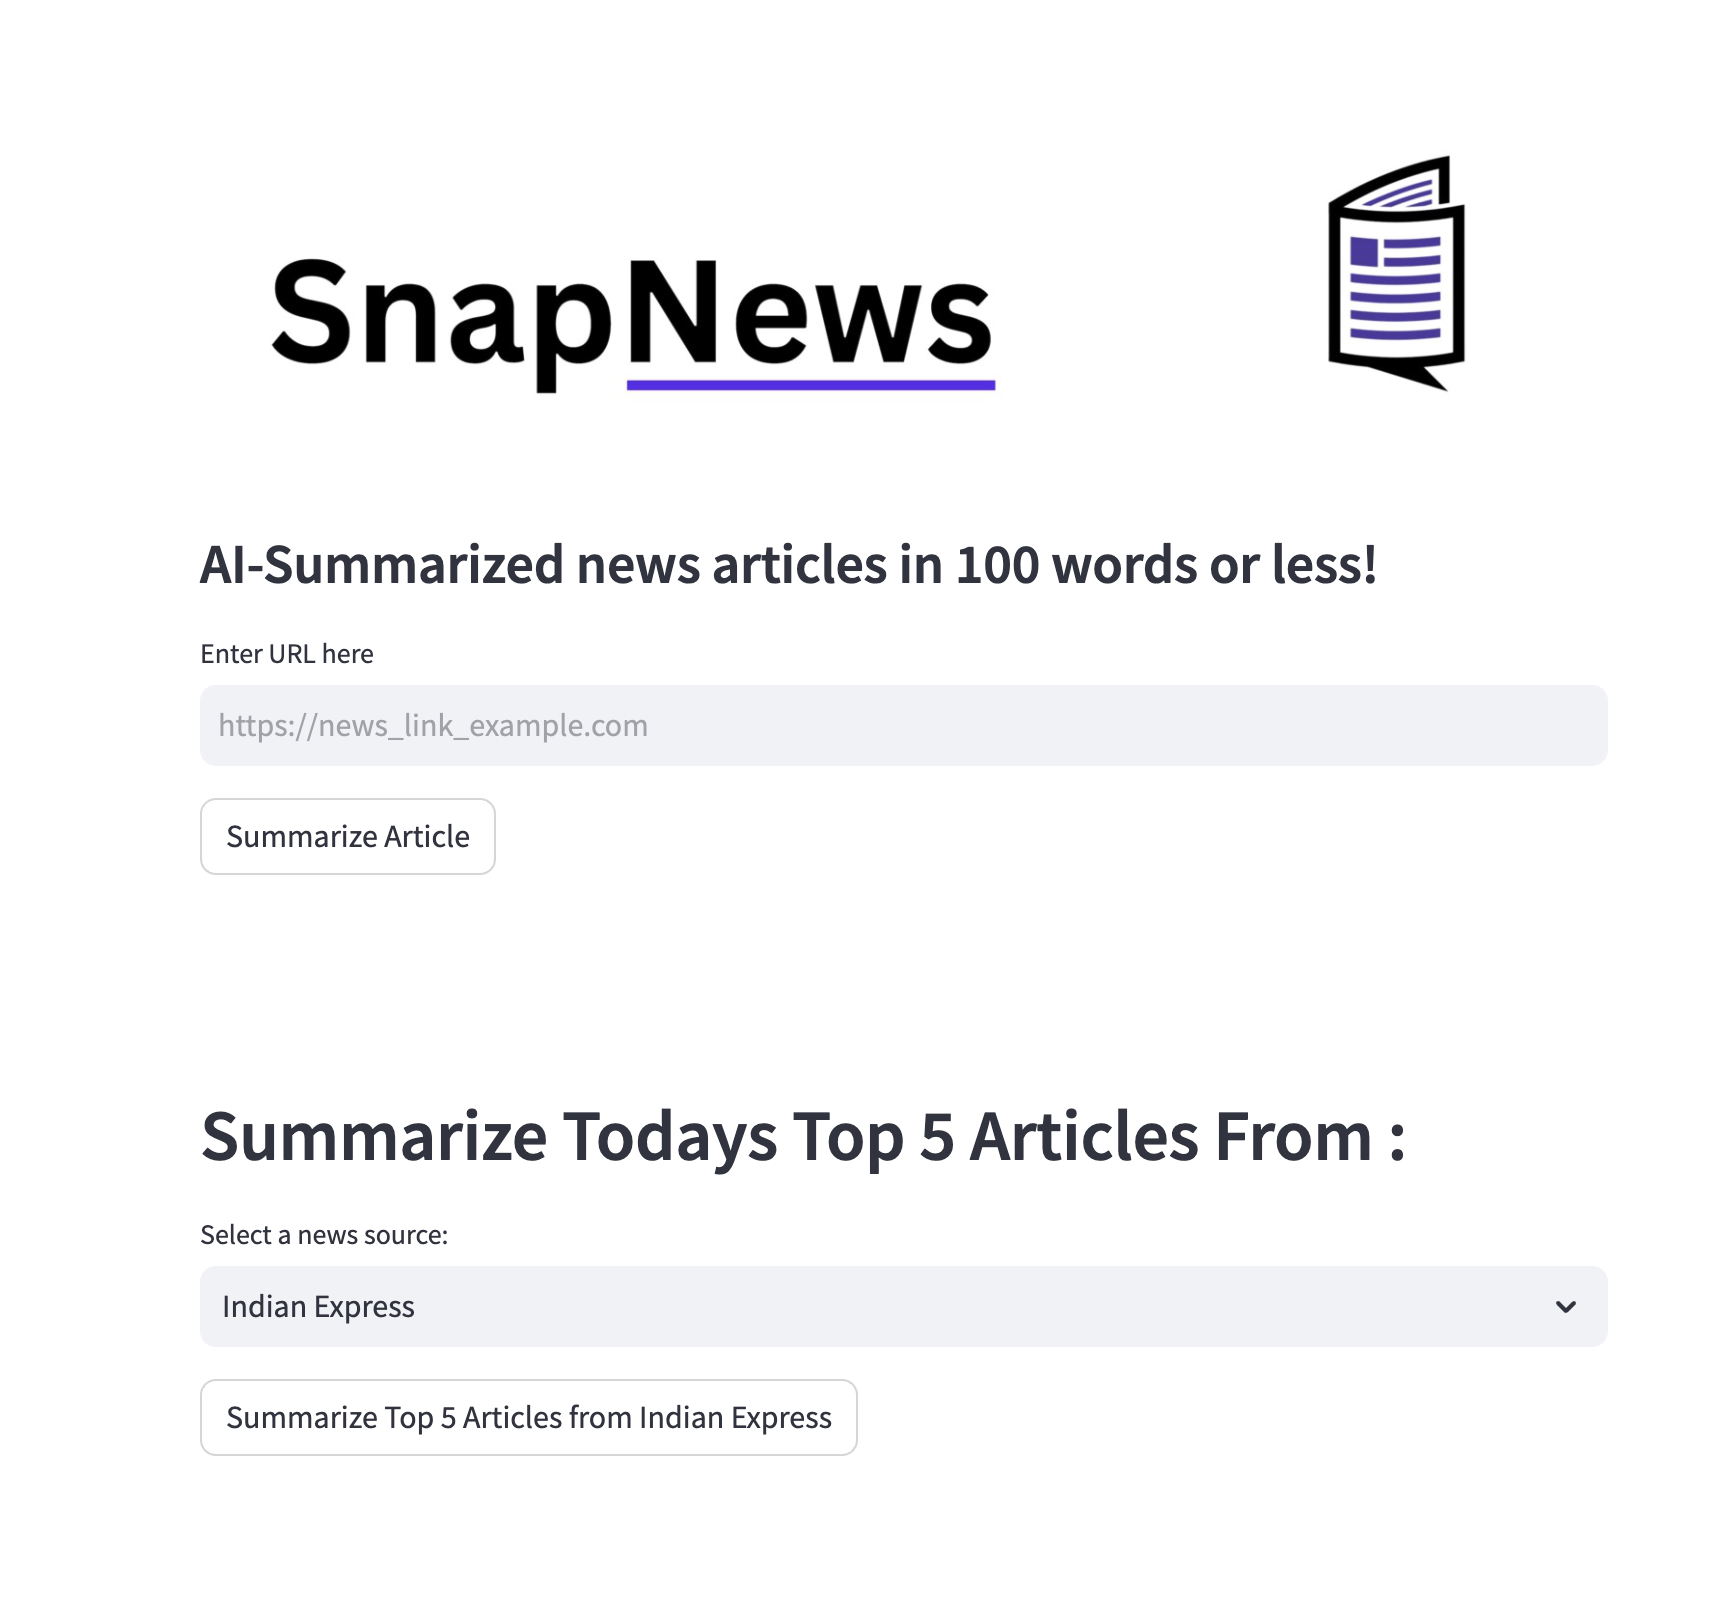 SnapNews
AI-Summarized news articles in 100 words or less!
Enter URL here
https://news_link_example.com
Summarize Article
Summarize Todays Top 5 Articles From :
Select a news source:
Indian Express
Summarize Top 5 Articles from Indian Express